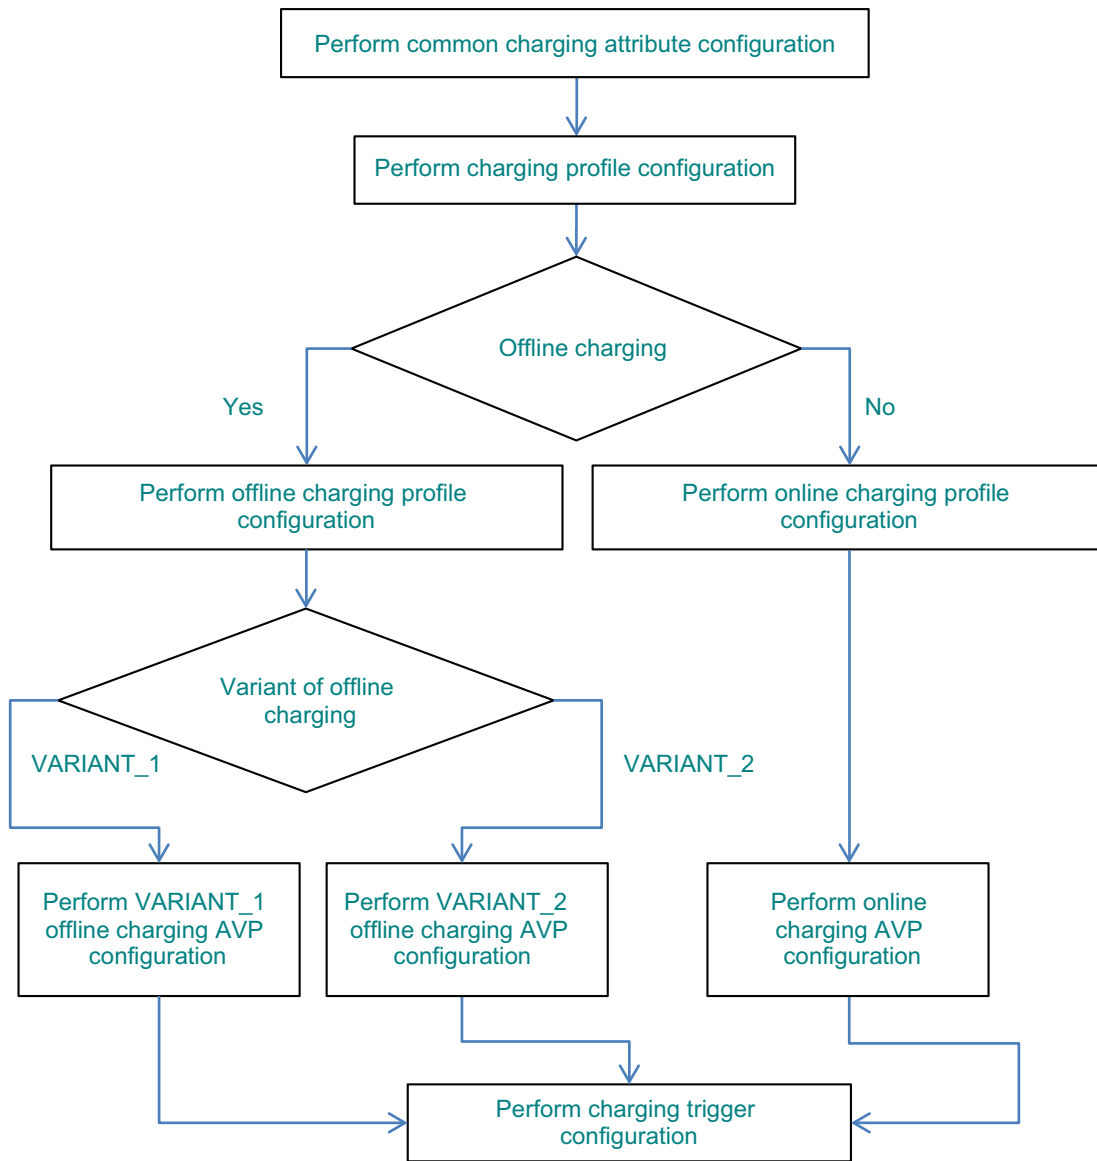 Perform common charging attribute configuration
Perform charging profile configuration
Offline charging
Yes
No
Perform offline charging profile
configuration
Perform online charging profile
configuration
Variant of offline
charging
VARIANT_1
VARIANT_2
Perform VARIANT_1
offline charging AVP
configuration
Perform VARIANT_2
offline charging AVP
configuration
Perform online
charging AVP
configuration
Perform charging trigger
configuration